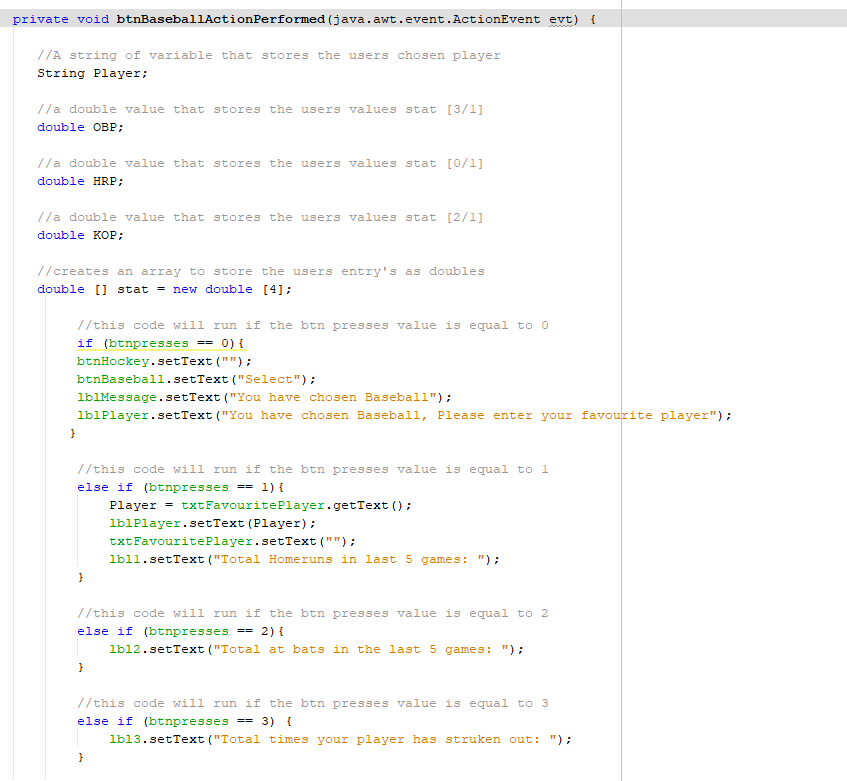 private void btnBaseballActionPerformed(java.awt.event.ActionEvent evt) {
//A string of variable that stores the users chosen player
String Player;
//a double value that stores the users values stat [3/1]
double OBP;
//a double value that stores the users values stat [0/1]
double HRP;
//a double value that stores the users values stat [2/1]
double KOP;
//creates an array to store the users entry's as doubles
double [] stat = new double [4];
//this code will run if the btn presses value is equal to 0
if (btnpresses == 0){
btnHockey.setText("");
btnBaseball.setText("Select");
lblMessage.setText("You have chosen Baseball");
lblPlayer.setText("You have chosen Baseball, Please enter your favourite player");
}
//this code will run if the btn presses value is equal to 1
else if (btnpresses == 1){
Player = txtFavouritePlayer.getText();
lblPlayer.setText(Player);
txtFavouritePlayer.setText("");
lbl1.setText("Total Homeruns in last 5 games: ");
}
//this code will run if the btn presses value is equal to 2
else if (btnpresses == 2){
lbl2.setText("Total at bats in the last 5 games: ");
}
//this code will run if the btn presses value is equal to 3
else if (btnpresses == 3) {
lbl3.setText("Total times your player has struken out: ");
}